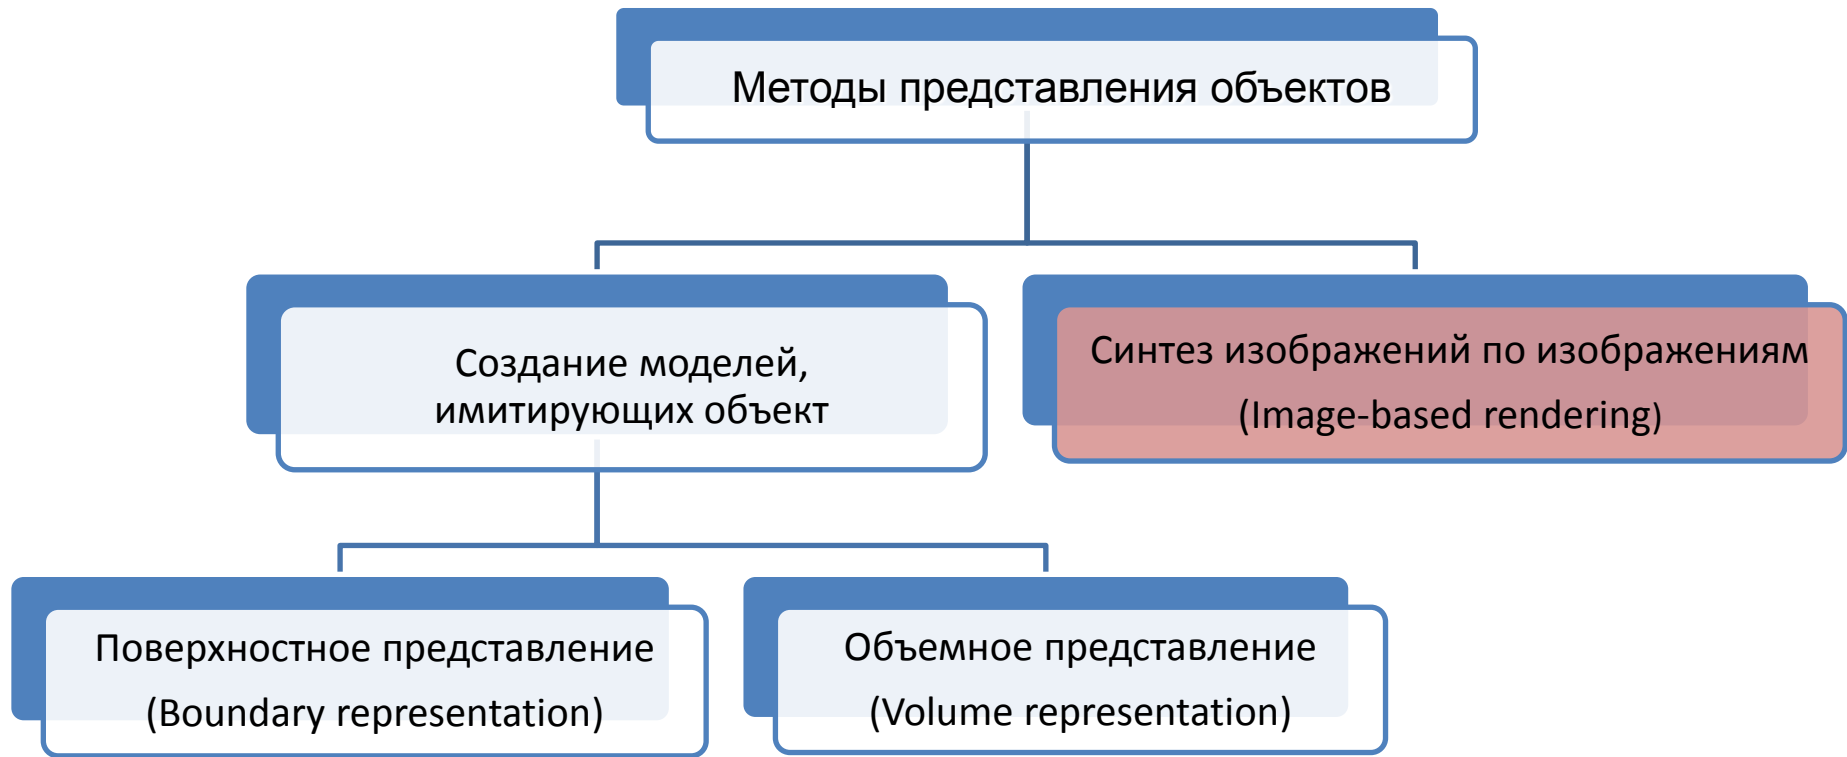 Методы представления объектов
Создание моделей,
имитирующих объект
Синтез изображений по изображениям
(Image-based rendering)
Поверхностное представление
(Boundary representation)
Объемное представление
(Volume representation)